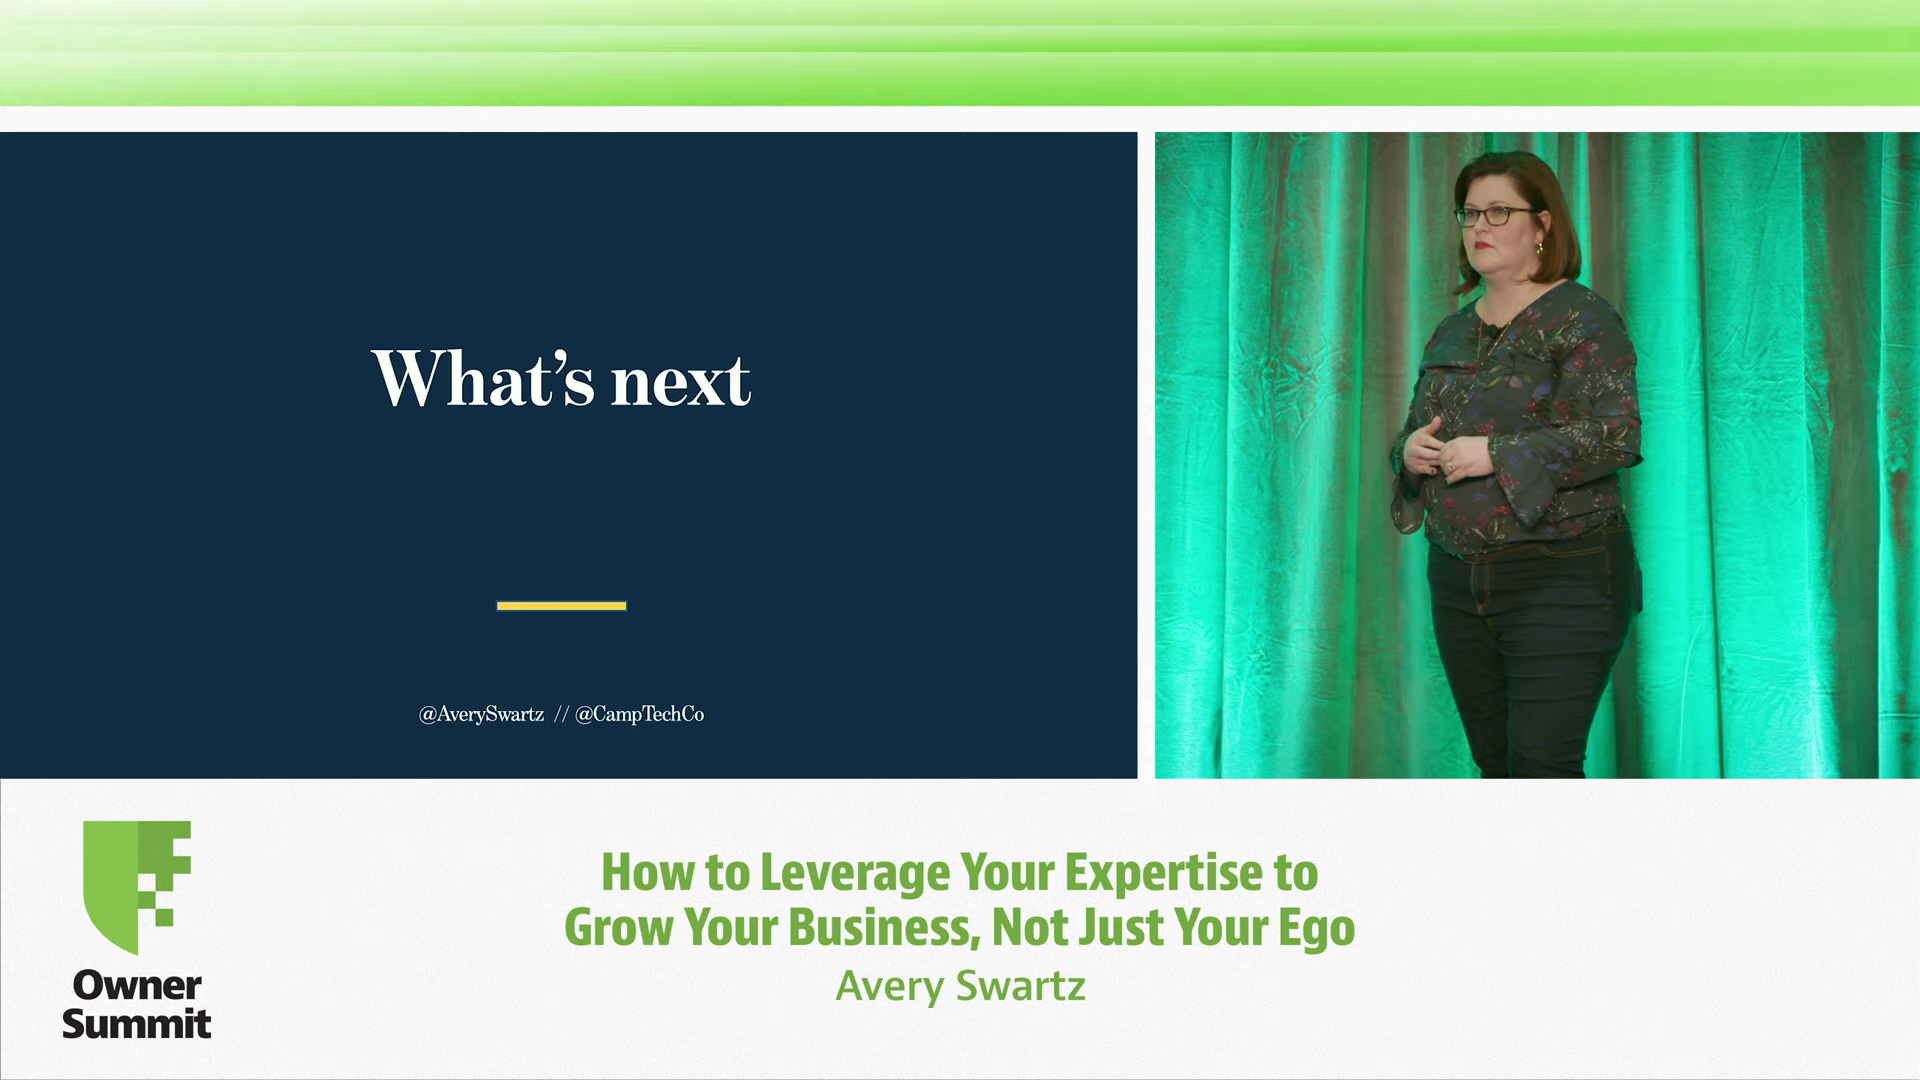 What's next
@AverySwartz // @CampTechCo
How to Leverage Your Expertise to
Grow Your Business, Not Just Your Ego
Avery Swartz
Owner
Summit